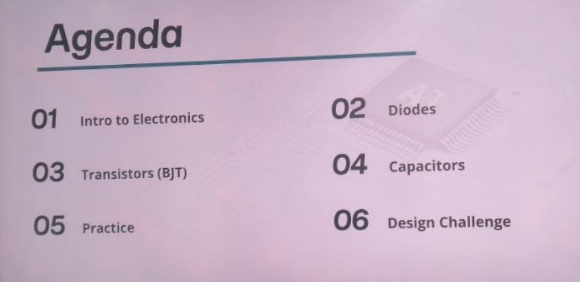 Agenda
01 Intro to Electronics
02 Diodes
03 Transistors (BJT)
04 Capacitors
05 Practice
06 Design Challenge